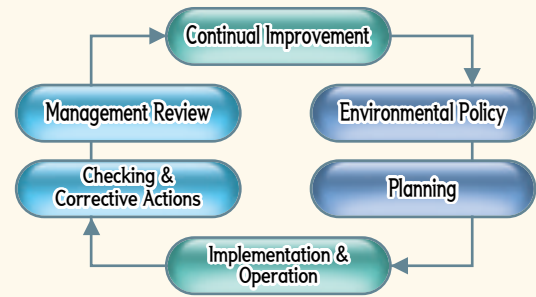 Continual Improvement
Management Review
Environmental Policy
Checking &
Corrective Actions
Planning
Implementation &
Operation